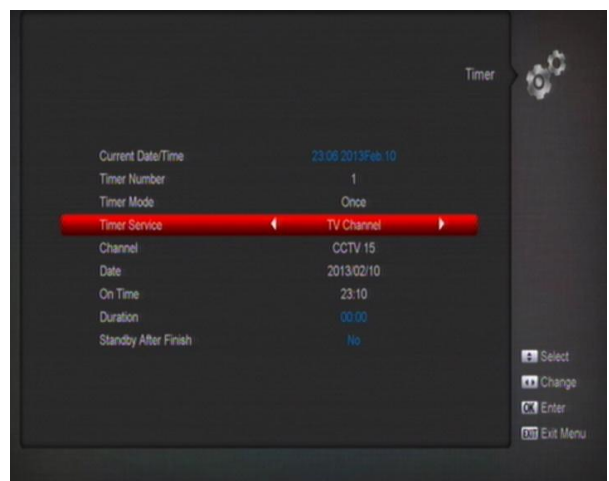 Timer
Current Date/Time 23:06 2013Feb.10
Timer Number 1
Timer Mode Once
Timer Service TV Channel
Channel CCTV 15
Date 2013/02/10
On Time 23:10
Duration 00:00
Standby After Finish No
Select
Change
OK Enter
EXIT Exit Menu